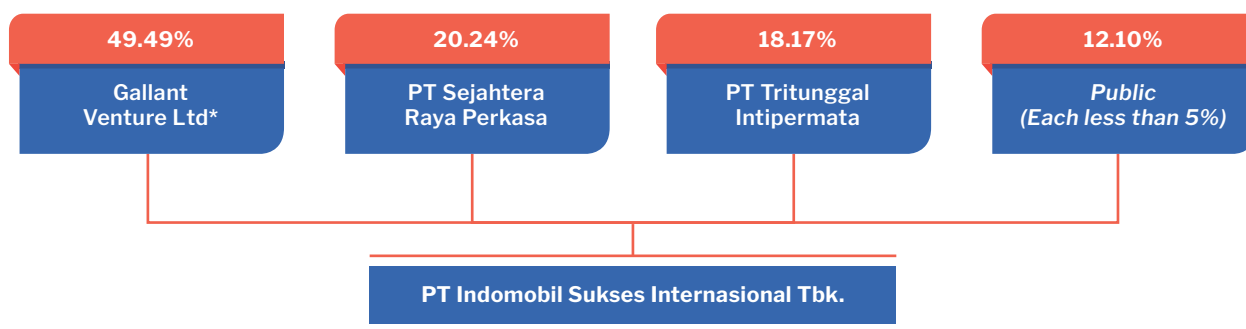 49.49%
Gallant
Venture Ltd*
20.24%
PT Sejahtera
Raya Perkasa
18.17%
PT Tritunggal
Intipermata
12.10%
Public
(Each less than 5%)
PT Indomobil Sukses Internasional Tbk.